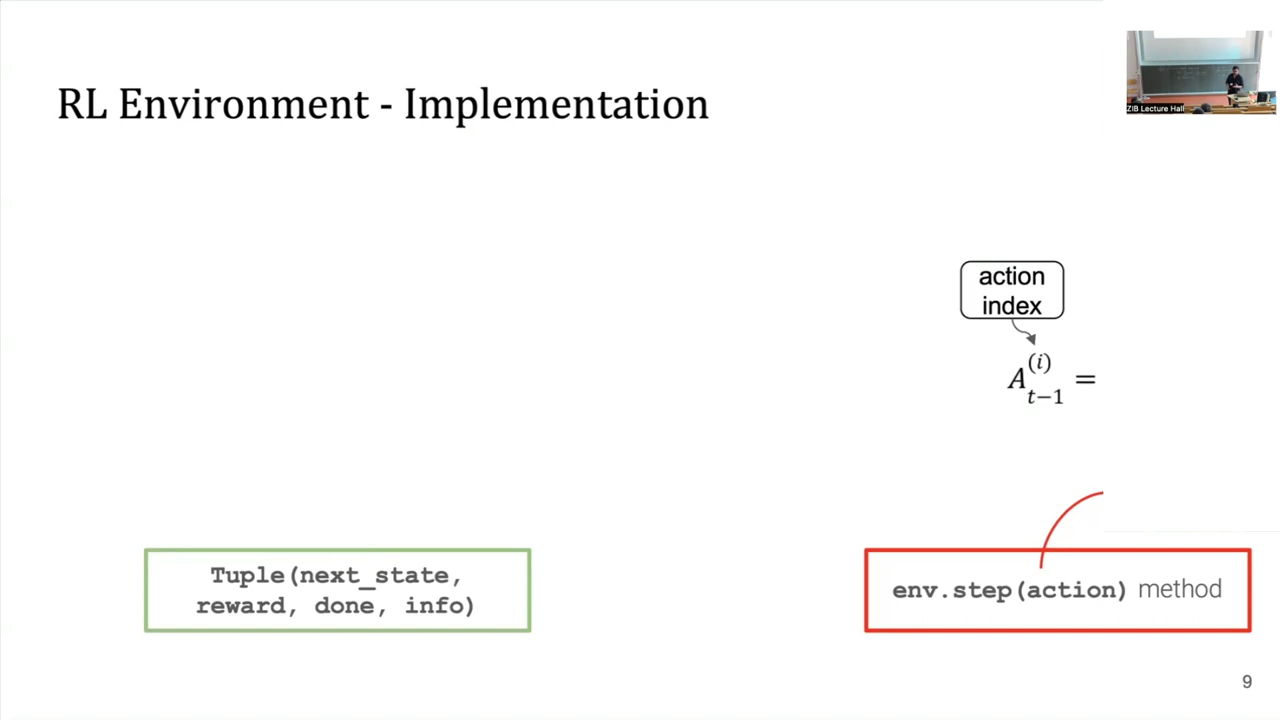 RL Environment - Implementation
ZIB Lecture Hall
action
index
A^{(i)}_{t−1} =
Tuple(next_state,
reward, done, info)
env.step(action) method
9